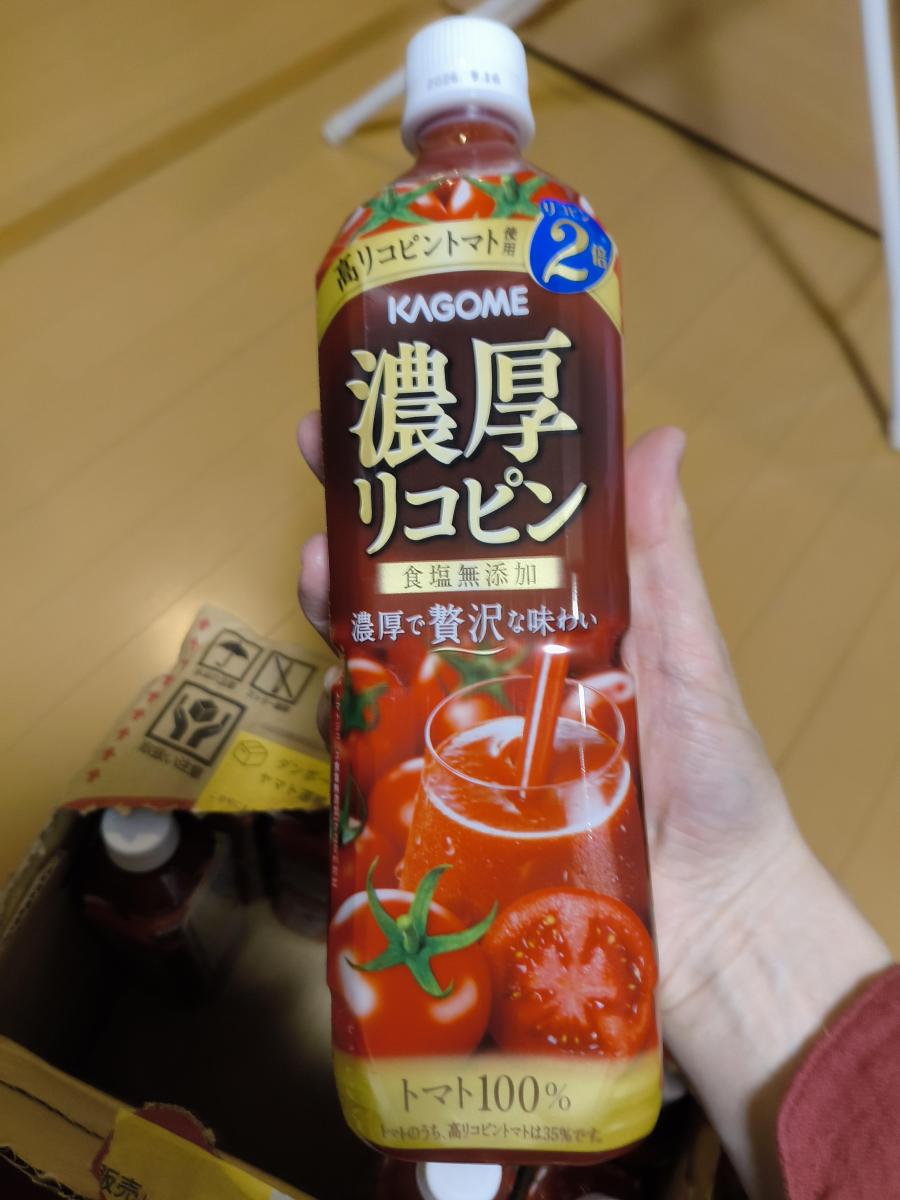 2026. 9.16
高リコピントマト使用
リコピン
2倍
KAGOME
濃厚
リコピン
食塩無添加
濃厚で贅沢な味わい
トマト100%
トマトのうち、高リコピントマトは35%です。
販売